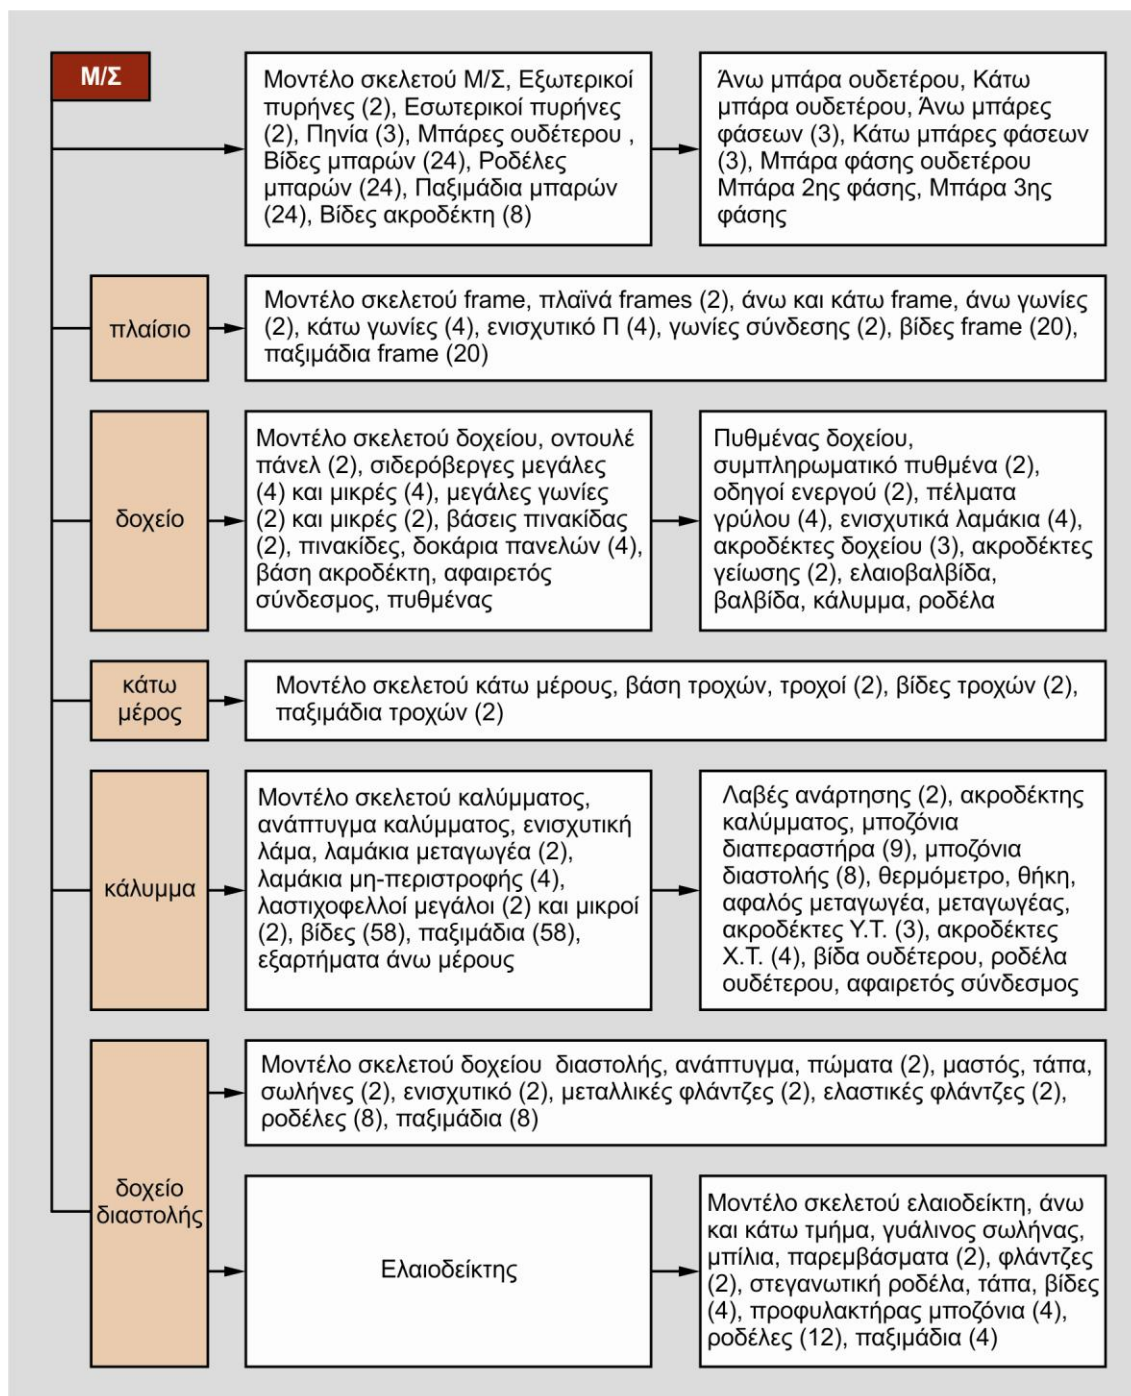 Μ/Σ
Μοντέλο σκελετού Μ/Σ, Εξωτερικοί
πυρήνες (2), Εσωτερικοί πυρήνες
(2), Πηνία (3), Μπάρες ουδέτερου ,
Βίδες μπαρών (24), Ροδέλες
μπαρών (24), Παξιμάδια μπαρών
(24), Βίδες ακροδέκτη (8)
Άνω μπάρα ουδετέρου, Κάτω
μπάρα ουδετέρου, Άνω μπάρες
φάσεων (3), Κάτω μπάρες φάσεων
(3), Μπάρα φάσης ουδετέρου
Μπάρα 2ης φάσης, Μπάρα 3ης
φάσης
πλαίσιο
Μοντέλο σκελετού frame, πλαϊνά frames (2), άνω και κάτω frame, άνω γωνίες
(2), κάτω γωνίες (4), ενισχυτικό Π (4), γωνίες σύνδεσης (2), βίδες frame (20),
παξιμάδια frame (20)
δοχείο
Μοντέλο σκελετού δοχείου, οντουλέ
πάνελ (2), σιδερόβεργες μεγάλες
(4) και μικρές (4), μεγάλες γωνίες
(2) και μικρές (2), βάσεις πινακίδας
(2), πινακίδες, δοκάρια πανελών (4),
βάση ακροδέκτη, αφαιρετός
σύνδεσμος, πυθμένας
Πυθμένας δοχείου,
συμπληρωματικό πυθμένα (2),
οδηγοί ενεργού (2), πέλματα
γρύλου (4), ενισχυτικά λαμάκια (4),
ακροδέκτες δοχείου (3), ακροδέκτες
γείωσης (2), ελαιοβαλβίδα,
βαλβίδα, κάλυμμα, ροδέλα
κάτω
μέρος
Μοντέλο σκελετού κάτω μέρους, βάση τροχών, τροχοί (2), βίδες τροχών (2),
παξιμάδια τροχών (2)
κάλυμμα
Μοντέλο σκελετού καλύμματος,
ανάπτυγμα καλύμματος, ενισχυτική
λάμα, λαμάκια μεταγωγέα (2),
λαμάκια μη-περιστροφής (4),
λαστιχοφελλοί μεγάλοι (2) και μικροί
(2), βίδες (58), παξιμάδια (58),
εξαρτήματα άνω μέρους
Λαβές ανάρτησης (2), ακροδέκτης
καλύμματος, μποζόνια
διαπεραστήρα (9), μποζόνια
διαστολής (8), θερμόμετρο, θήκη,
αφαλός μεταγωγέα, μεταγωγέας,
ακροδέκτες Υ.Τ. (3), ακροδέκτες
Χ.Τ. (4), βίδα ουδέτερου, ροδέλα
ουδέτερου, αφαιρετός σύνδεσμος
δοχείο
διαστολής
Μοντέλο σκελετού δοχείου διαστολής, ανάπτυγμα, πώματα (2), μαστός, τάπα,
σωλήνες (2), ενισχυτικό (2), μεταλλικές φλάντζες (2), ελαστικές φλάντζες (2),
ροδέλες (8), παξιμάδια (8)
Ελαιοδείκτης
Μοντέλο σκελετού ελαιοδείκτη, άνω
και κάτω τμήμα, γυάλινος σωλήνας,
μπίλια, παρεμβάσματα (2), φλάντζες
(2), στεγανωτική ροδέλα, τάπα, βίδες
(4), προφυλακτήρας μποζόνια (4),
ροδέλες (12), παξιμάδια (4)